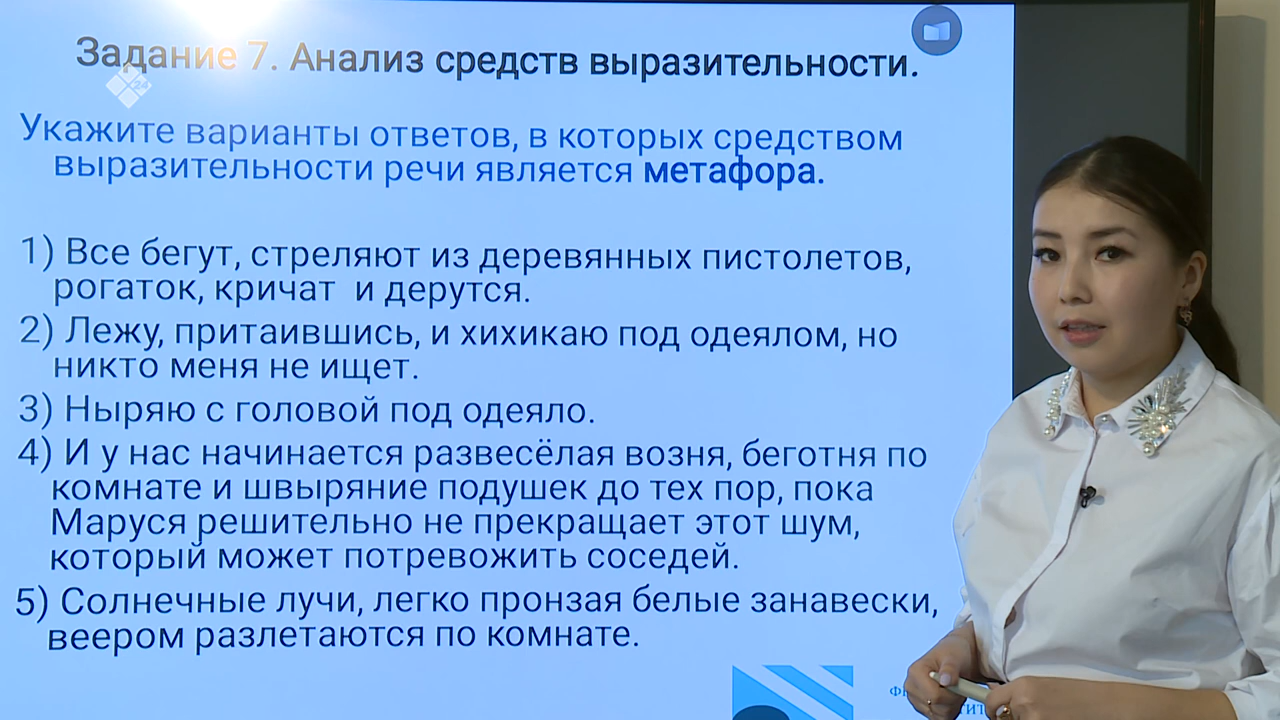 Задание 7. Анализ средств выразительности.
24
Укажите варианты ответов, в которых средством
выразительности речи является метафора.
1) Все бегут, стреляют из деревянных пистолетов,
рогаток, кричат и дерутся.
2) Лежу, притаившись, и хихикаю под одеялом, но
никто меня не ищет.
3) Ныряю с головой под одеяло.
4) И у нас начинается развесёлая возня, беготня по
комнате и швыряние подушек до тех пор, пока
Маруся решительно не прекращает этот шум,
который может потревожить соседей.
5) Солнечные лучи, легко пронзая белые занавески,
веером разлетаются по комнате.